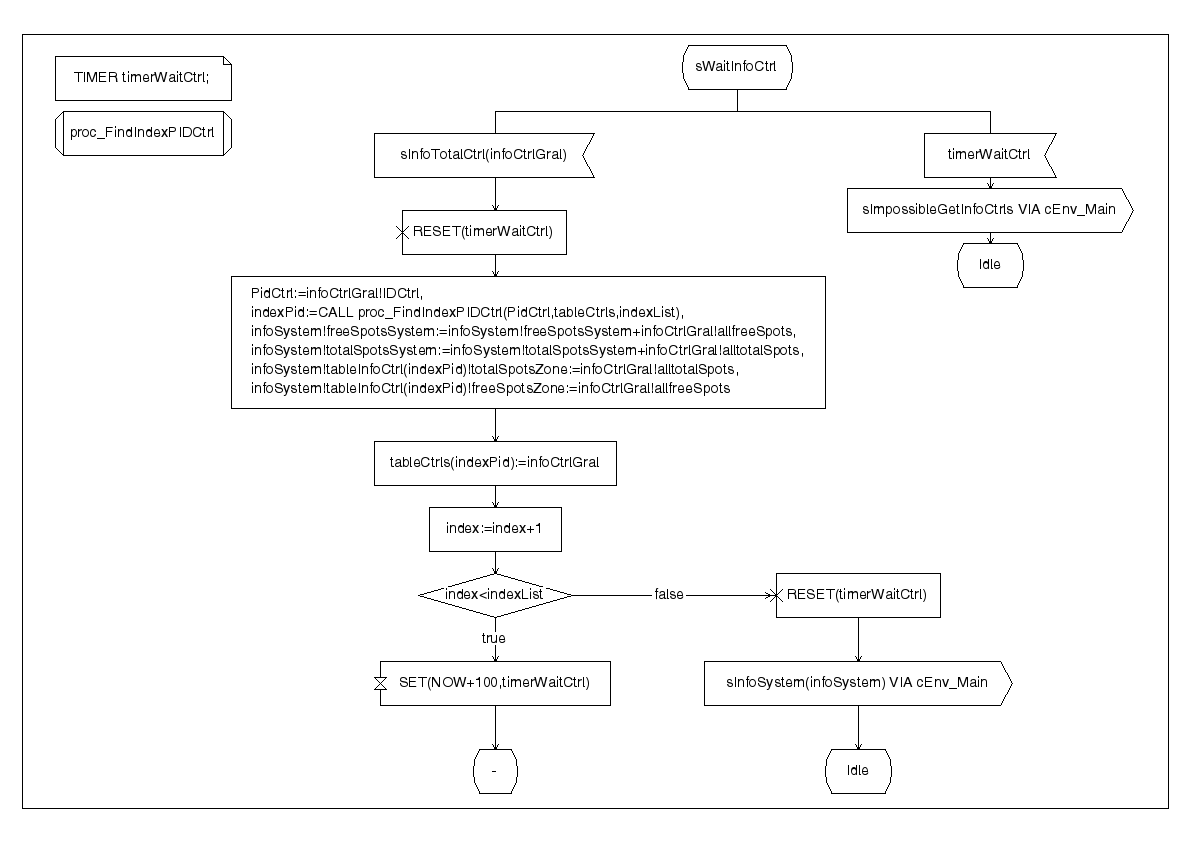 TIMER timerWaitCtrl;
proc_FindIndexPIDCtrl
sWaitInfoCtrl
sInfoTotalCtrl(infoCtrlGral)
timerWaitCtrl
RESET(timerWaitCtrl)
sImpossibleGetInfoCtrls VIA cEnv_Main
Idle
PidCtrl:=infoCtrlGral!IDCtrl,
indexPid:=CALL proc_FindIndexPIDCtrl(PidCtrl,tableCtrls,indexList),
infoSystem!freeSpotsSystem:=infoSystem!freeSpotsSystem+infoCtrlGral!allfreeSpots,
infoSystem!totalSpotsSystem:=infoSystem!totalSpotsSystem+infoCtrlGral!alltotalSpots,
infoSystem!tableInfoCtrl(indexPid)!totalSpotsZone:=infoCtrlGral!alltotalSpots,
infoSystem!tableInfoCtrl(indexPid)!freeSpotsZone:=infoCtrlGral!allfreeSpots
tableCtrls(indexPid):=infoCtrlGral
index:=index+1
index<indexList
false
RESET(timerWaitCtrl)
true
SET(NOW+100,timerWaitCtrl)
sInfoSystem(infoSystem) VIA cEnv_Main
-
Idle